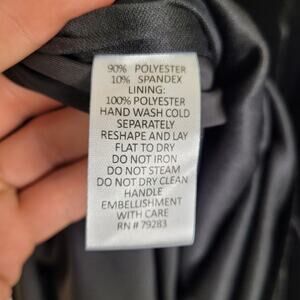 90% POLYESTER
10% SPANDEX
LINING:
100% POLYESTER
HAND WASH COLD
SEPARATELY
RESHAPE AND LAY
FLAT TO DRY
DO NOT IRON
DO NOT STEAM
DO NOT DRY CLEAN
HANDLE
EMBELLISHMENT
WITH CARE
RN # 79283